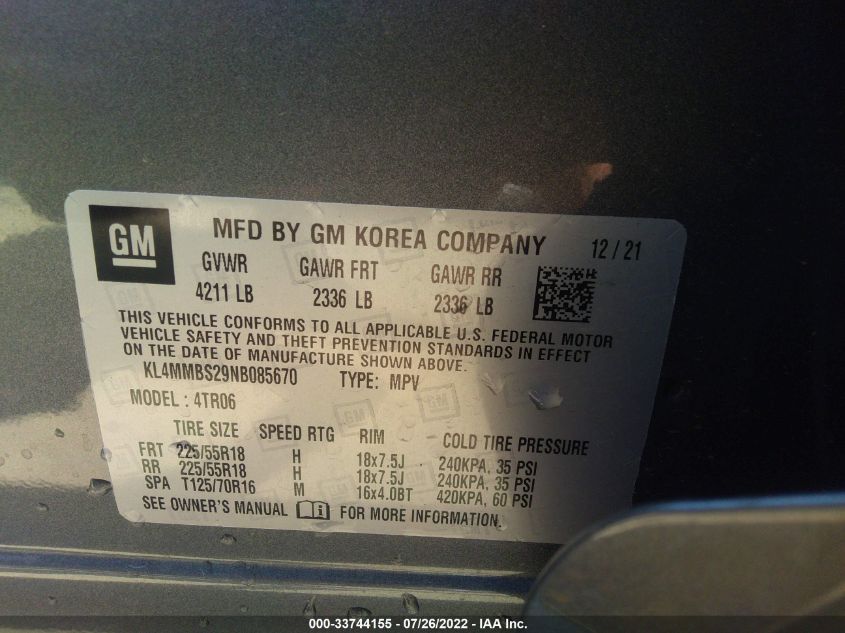 GM
MFD BY GM KOREA COMPANY 12 / 21
GVWR GAWR FRT GAWR RR
4211 LB 2336 LB 2336 LB
THIS VEHICLE CONFORMS TO ALL APPLICABLE U.S. FEDERAL MOTOR
VEHICLE SAFETY AND THEFT PREVENTION STANDARDS IN EFFECT
ON THE DATE OF MANUFACTURE SHOWN ABOVE.
KL4MMBS29NB085670 TYPE: MPV
MODEL : 4TR06
TIRE SIZE SPEED RTG RIM COLD TIRE PRESSURE
FRT 225/55R18 H 18x7.5J 240KPA, 35 PSI
RR 225/55R18 H 18x7.5J 240KPA, 35 PSI
SPA T125/70R16 M 16x4.0BT 420KPA, 60 PSI
SEE OWNER'S MANUAL FOR MORE INFORMATION.
000-33744155 - 07/26/2022 - IAA Inc.